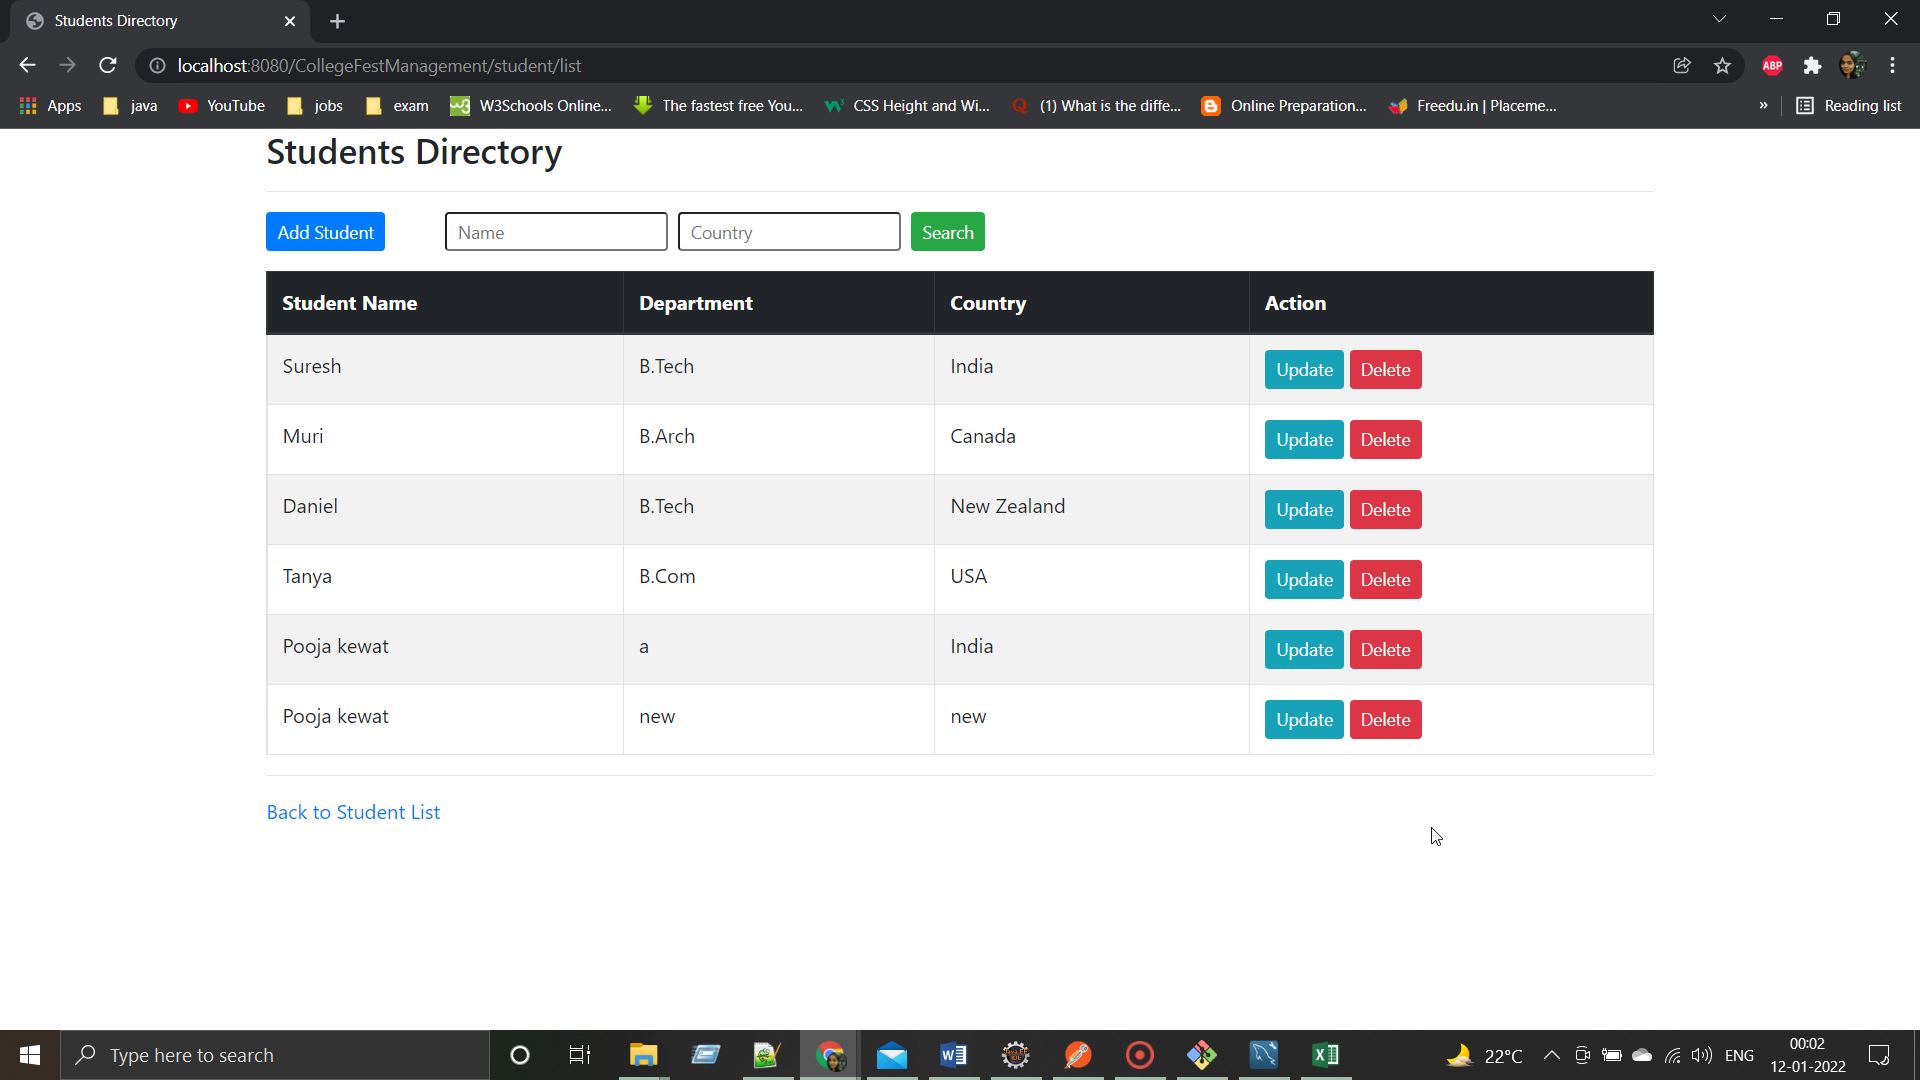 Students Directory
localhost:8080/CollegeFestManagement/student/list
ABP
Apps java YouTube jobs exam W3Schools Online... The fastest free You... CSS Height and Wi... (1) What is the diffe... Online Preparation... Freedu.in | Placeme... » Reading list
Students Directory
Add Student Name Country Search
Student Name Department Country Action
Suresh B.Tech India Update Delete
Muri B.Arch Canada Update Delete
Daniel B.Tech New Zealand Update Delete
Tanya B.Com USA Update Delete
Pooja kewat a India Update Delete
Pooja kewat new new Update Delete
Back to Student List
Type here to search 22°C ENG 00:02
12-01-2022